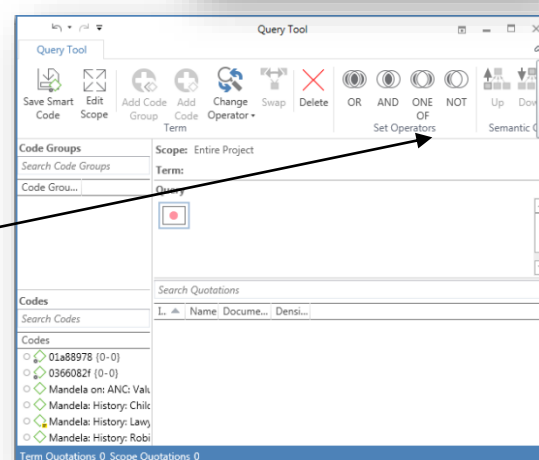 Query Tool
Query Tool
Save Smart Code
Edit Scope
Add Code Group
Add Code
Change Operator
Swap
Delete
OR
AND
ONE OF
NOT
Up
Term
Set Operators
Semantic
Code Groups
Search Code Groups
Code Grou...
Scope: Entire Project
Term:
Query
Search Quotations
I.. Name Docume... Densi...
Codes
Search Codes
Codes
01a88978 {0-0}
0366082f {0-0}
Mandela on: ANC: Valu
Mandela: History: Childe
Mandela: History: Lawy
Mandela: History: Robi
Term Quotations 0 Scope Quotations 0